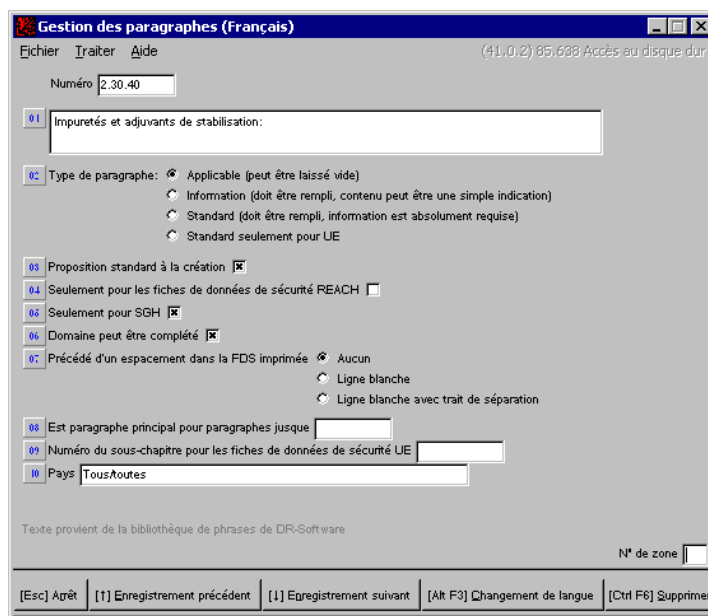 Gestion des paragraphes (Français)
Fichier Traiter Aide (41.0.2) 85.638 Accès au disque dur
Numéro 2.30.40
01 Impuretés et adjuvants de stabilisation:
02 Type de paragraphe: Applicable (peut être laissé vide)
Information (doit être rempli, contenu peut être une simple indication)
Standard (doit être rempli, information est absolument requise)
Standard seulement pour UE
03 Proposition standard à la création
04 Seulement pour les fiches de données de sécurité REACH
05 Seulement pour SGH
06 Domaine peut être complété
07 Précédé d'un espacement dans la FDS imprimée Aucun
Ligne blanche
Ligne blanche avec trait de séparation
08 Est paragraphe principal pour paragraphes jusque
09 Numéro du sous-chapitre pour les fiches de données de sécurité UE
10 Pays Tous/toutes
Texte provient de la bibliothèque de phrases de DR-Software
N° de zone
[Esc] Arrêt [↑] Enregistrement précédent [↓] Enregistrement suivant [Alt F3] Changement de langue [Ctrl F6] Supprimer